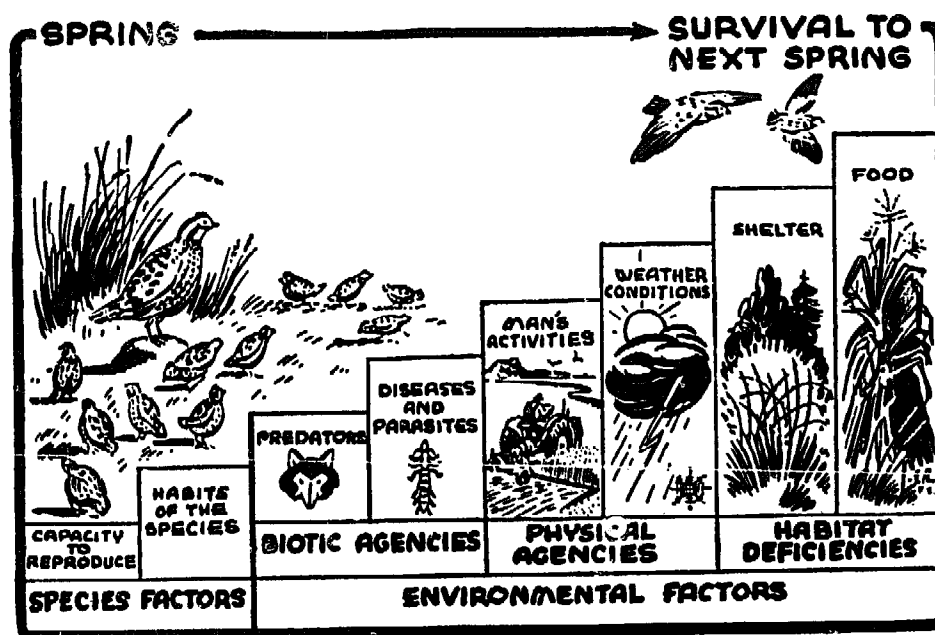 SPRING
SURVIVAL TO
NEXT SPRING
FOOD
SHELTER
WEATHER
CONDITIONS
MAN'S
ACTIVITIES
DISEASES
AND
PARASITES
PREDATORS
HABITS
OF THE
SPECIES
CAPACITY
TO
REPRODUCE
BIOTIC AGENCIES
PHYSICAL
AGENCIES
HABITAT
DEFICIENCIES
SPECIES FACTORS
ENVIRONMENTAL FACTORS